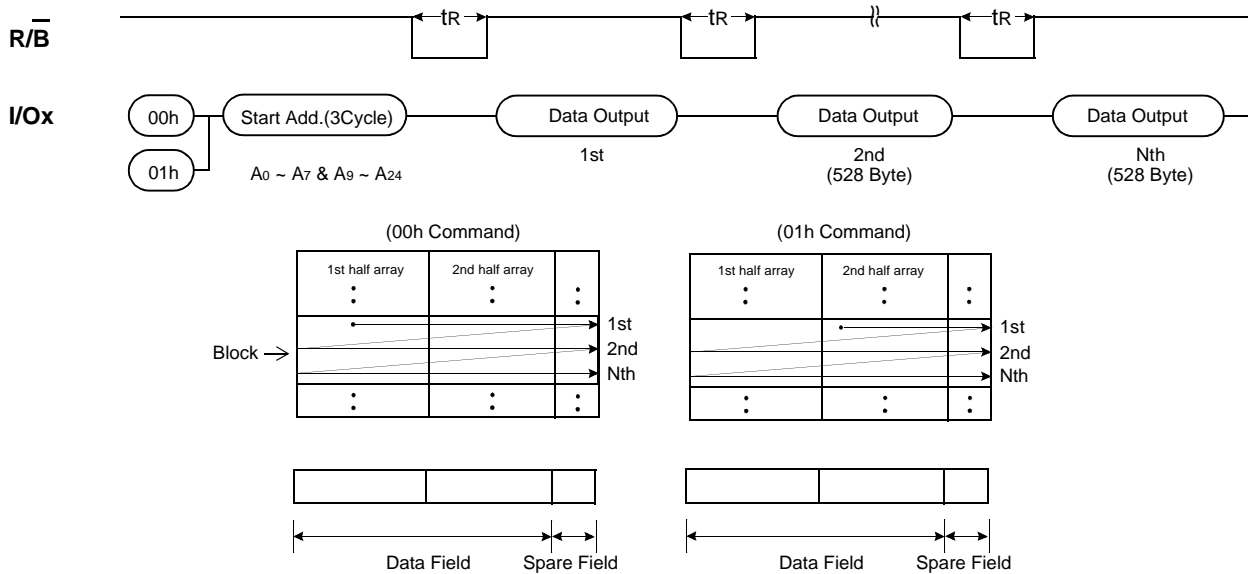 R/B tR tR tR
I/Ox 00h Start Add.(3Cycle) Data Output Data Output Data Output
01h A0 ~ A7 & A9 ~ A24 1st 2nd Nth
(528 Byte) (528 Byte)
(00h Command) (01h Command)
1st half array 2nd half array 1st half array 2nd half array
1st 1st
Block 2nd 2nd
Nth Nth
Data Field Spare Field Data Field Spare Field